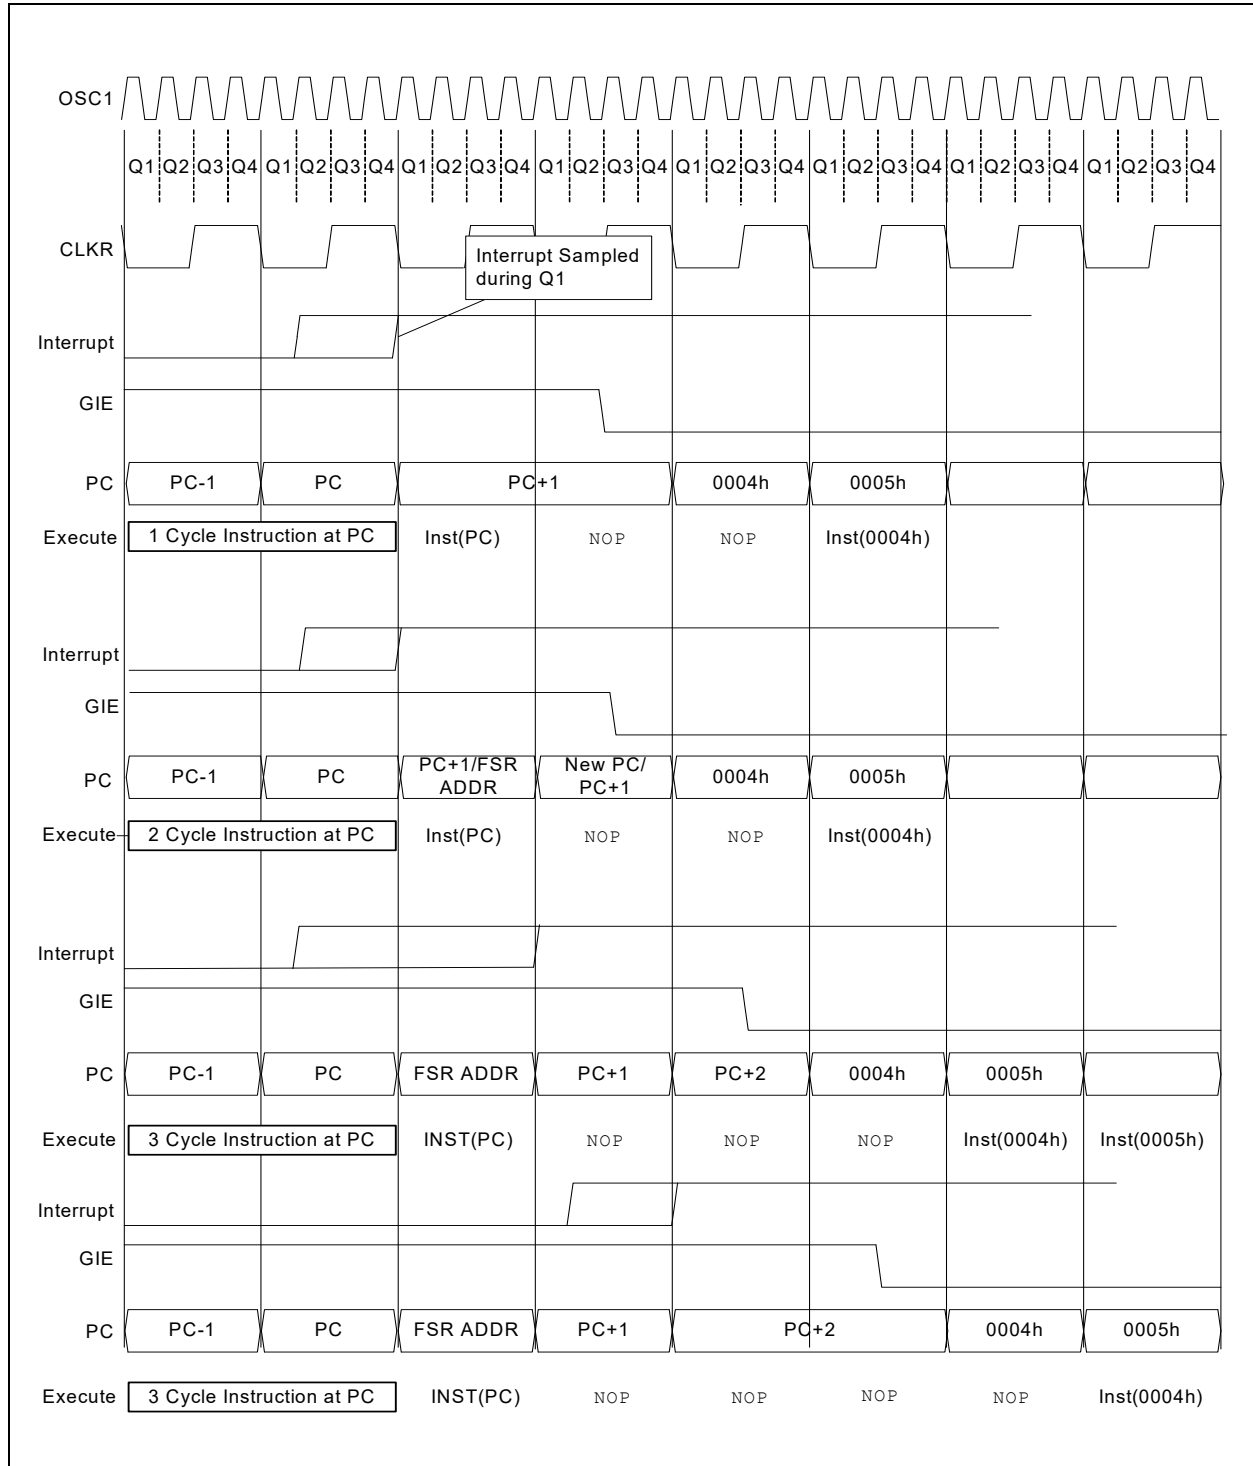 OSC1
Q1 Q2 Q3 Q4 Q1 Q2 Q3 Q4 Q1 Q2 Q3 Q4 Q1 Q2 Q3 Q4 Q1 Q2 Q3 Q4 Q1 Q2 Q3 Q4 Q1 Q2 Q3 Q4 Q1 Q2 Q3 Q4
CLKR
Interrupt Sampled
during Q1
Interrupt
GIE
PC PC-1 PC PC+1 0004h 0005h
Execute 1 Cycle Instruction at PC Inst(PC) NOP NOP Inst(0004h)
Interrupt
GIE
PC PC-1 PC PC+1/FSR ADDR New PC/ PC+1 0004h 0005h
Execute 2 Cycle Instruction at PC Inst(PC) NOP NOP Inst(0004h)
Interrupt
GIE
PC PC-1 PC FSR ADDR PC+1 PC+2 0004h 0005h
Execute 3 Cycle Instruction at PC INST(PC) NOP NOP NOP Inst(0004h) Inst(0005h)
Interrupt
GIE
PC PC-1 PC FSR ADDR PC+1 PC+2 0004h 0005h
Execute 3 Cycle Instruction at PC INST(PC) NOP NOP NOP NOP Inst(0004h)